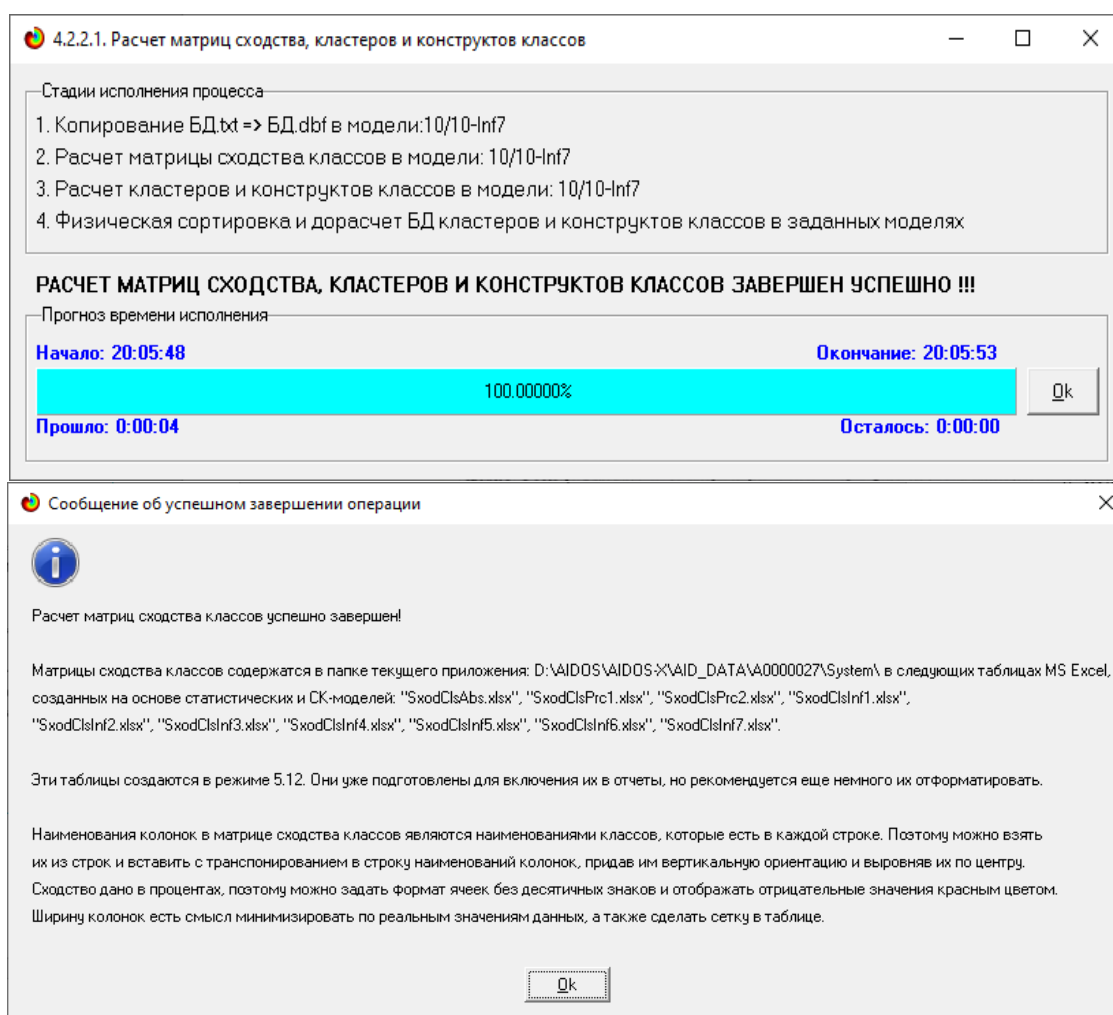 4.2.2.1. Расчет матриц сходства, кластеров и конструктов классов
Стадии исполнения процесса
1. Копирование БД.txt => БД.dbf в модели:10/10-Inf7
2. Расчет матрицы сходства классов в модели: 10/10-Inf7
3. Расчет кластеров и конструктов классов в модели: 10/10-Inf7
4. Физическая сортировка и дорасчет БД кластеров и конструктов классов в заданных моделях
РАСЧЕТ МАТРИЦ СХОДСТВА, КЛАСТЕРОВ И КОНСТРУКТОВ КЛАССОВ ЗАВЕРШЕН УСПЕШНО !!!
Прогноз времени исполнения
Начало: 20:05:48 Окончание: 20:05:53
100.00000% Ok
Прошло: 0:00:04 Осталось: 0:00:00
Сообщение об успешном завершении операции
Расчет матриц сходства классов успешно завершен!
Матрицы сходства классов содержатся в папке текущего приложения: D:\AIDOS\AIDOS-X\AID_DATA\A0000027\System\ в следующих таблицах MS Excel,
созданных на основе статистических и СК-моделей: "SxodClsAbs.xlsx", "SxodClsPrc1.xlsx", "SxodClsPrc2.xlsx", "SxodClsInf1.xlsx",
"SxodClsInf2.xlsx", "SxodClsInf3.xlsx", "SxodClsInf4.xlsx", "SxodClsInf5.xlsx", "SxodClsInf6.xlsx", "SxodClsInf7.xlsx".
Эти таблицы создаются в режиме 5.12. Они уже подготовлены для включения их в отчеты, но рекомендуется еще немного их отформатировать.
Наименования колонок в матрице сходства классов являются наименованиями классов, которые есть в каждой строке. Поэтому можно взять
их из строк и вставить с транспонированием в строку наименований колонок, придав им вертикальную ориентацию и выровняв их по центру.
Сходство дано в процентах, поэтому можно задать формат ячеек без десятичных знаков и отображать отрицательные значения красным цветом.
Ширину колонок есть смысл минимизировать по реальным значениям данных, а также сделать сетку в таблице.
Ok